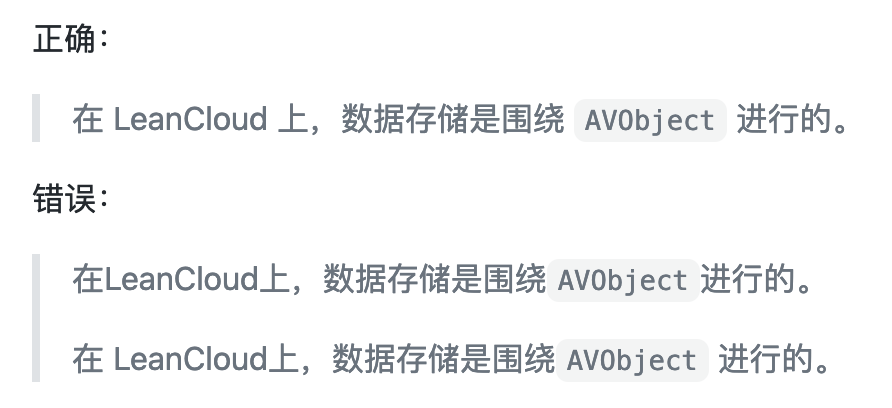 正确：
在 LeanCloud 上，数据存储是围绕 AVObject 进行的。
错误：
在LeanCloud上，数据存储是围绕AVObject进行的。
在 LeanCloud上，数据存储是围绕AVObject 进行的。